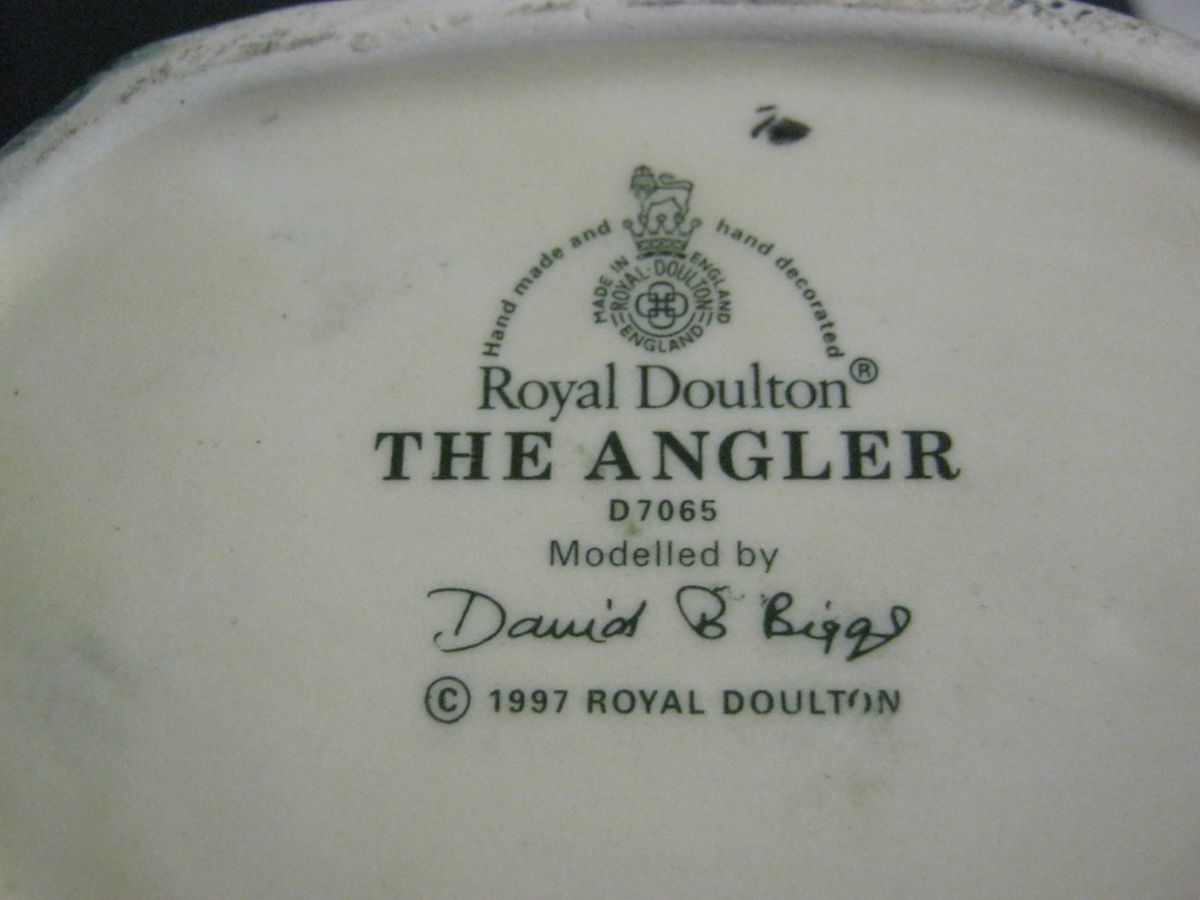 Hand made and hand decorated
MADE IN ENGLAND
ROYAL-DOULTON
ENGLAND
Royal Doulton®
THE ANGLER
D7065
Modelled by
David B Biggs
© 1997 ROYAL DOULTON